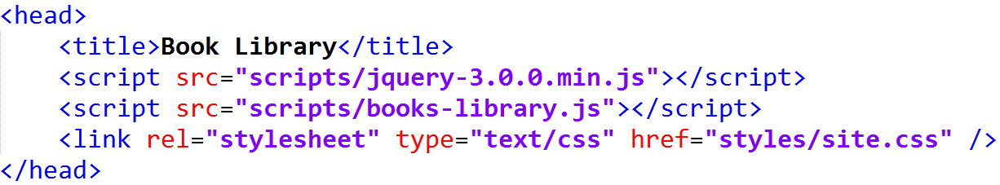 <head>
    <title>Book Library</title>
    <script src="scripts/jquery-3.0.0.min.js"></script>
    <script src="scripts/books-library.js"></script>
    <link rel="stylesheet" type="text/css" href="styles/site.css" />
</head>